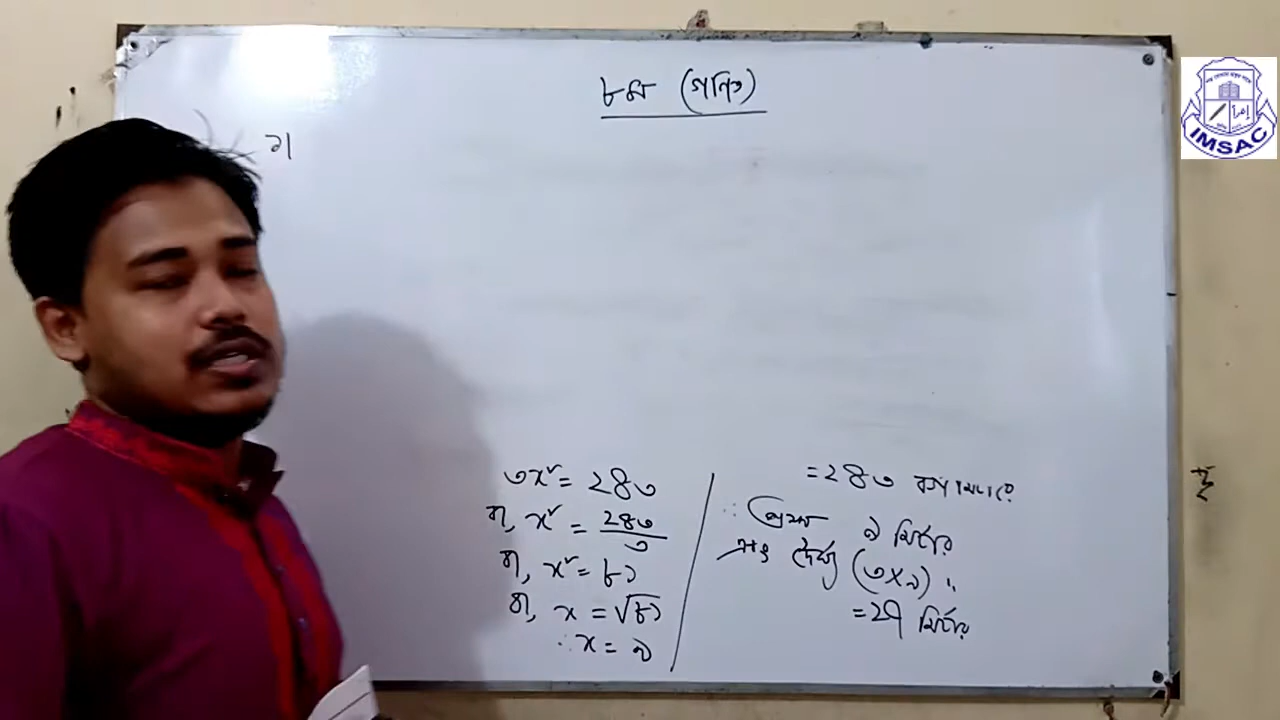 ৮ম (গণিত)
গ।
৩x² = ২৪৩
বা, x² = ২৪৩/৩
বা, x² = ৮১
বা, x = √৮১
∴ x = ৯
= ২৪৩ বর্গমিটার
∴ প্রস্থ ৯ মিটার
এবং দৈর্ঘ্য (৩×৯) "
= ২৭ মিটার
IMSAC